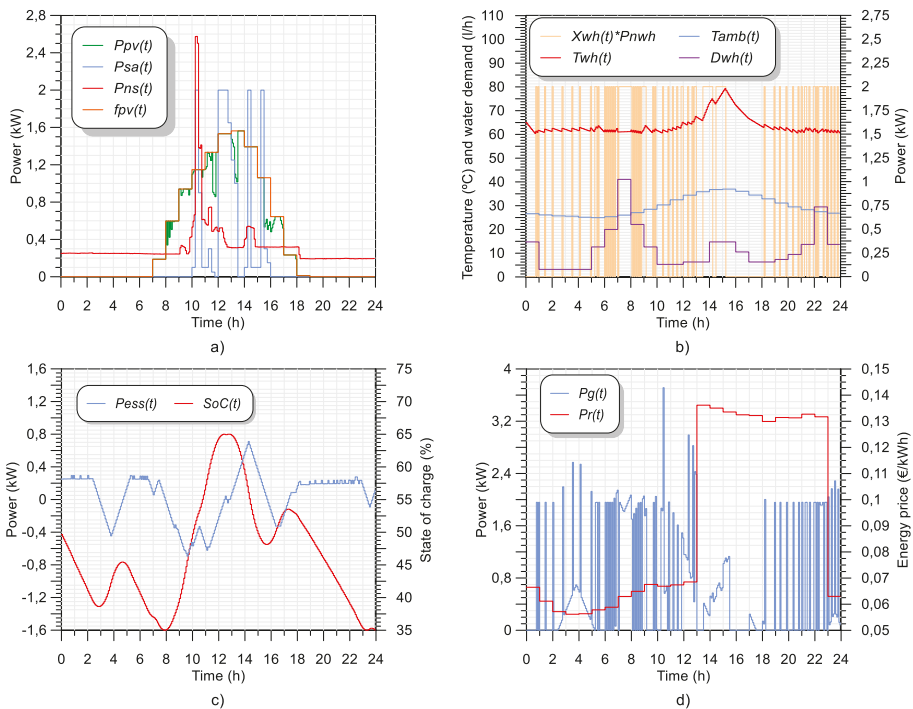 2,8
2,4
2
1,6
1,2
0,8
0,4
0
Power (kW)
Ppv(t)
Psa(t)
Pns(t)
fpv(t)
0 2 4 6 8 10 12 14 16 18 20 22 24
Time (h)
a)
110
100
90
80
70
60
50
40
30
20
10
0
Temperature (ºC) and water demand (l/h)
Xwh(t)*Pnwh Tamb(t)
Twh(t) Dwh(t)
2,75
2,5
2,25
2
1,75
1,5
1,25
1
0,75
0,5
0,25
0
Power (kW)
0 2 4 6 8 10 12 14 16 18 20 22 24
Time (h)
b)
1,6
1,2
0,8
0,4
0
-0,4
-0,8
-1,2
-1,6
Power (kW)
Pess(t) SoC(t)
75
70
65
60
55
50
45
40
35
State of charge (%)
0 2 4 6 8 10 12 14 16 18 20 22 24
Time (h)
c)
4
3,2
2,4
1,6
0,8
0
Power (kW)
Pg(t)
Pr(t)
0,15
0,14
0,13
0,12
0,11
0,1
0,09
0,08
0,07
0,06
0,05
Energy price (€/kWh)
0 2 4 6 8 10 12 14 16 18 20 22 24
Time (h)
d)